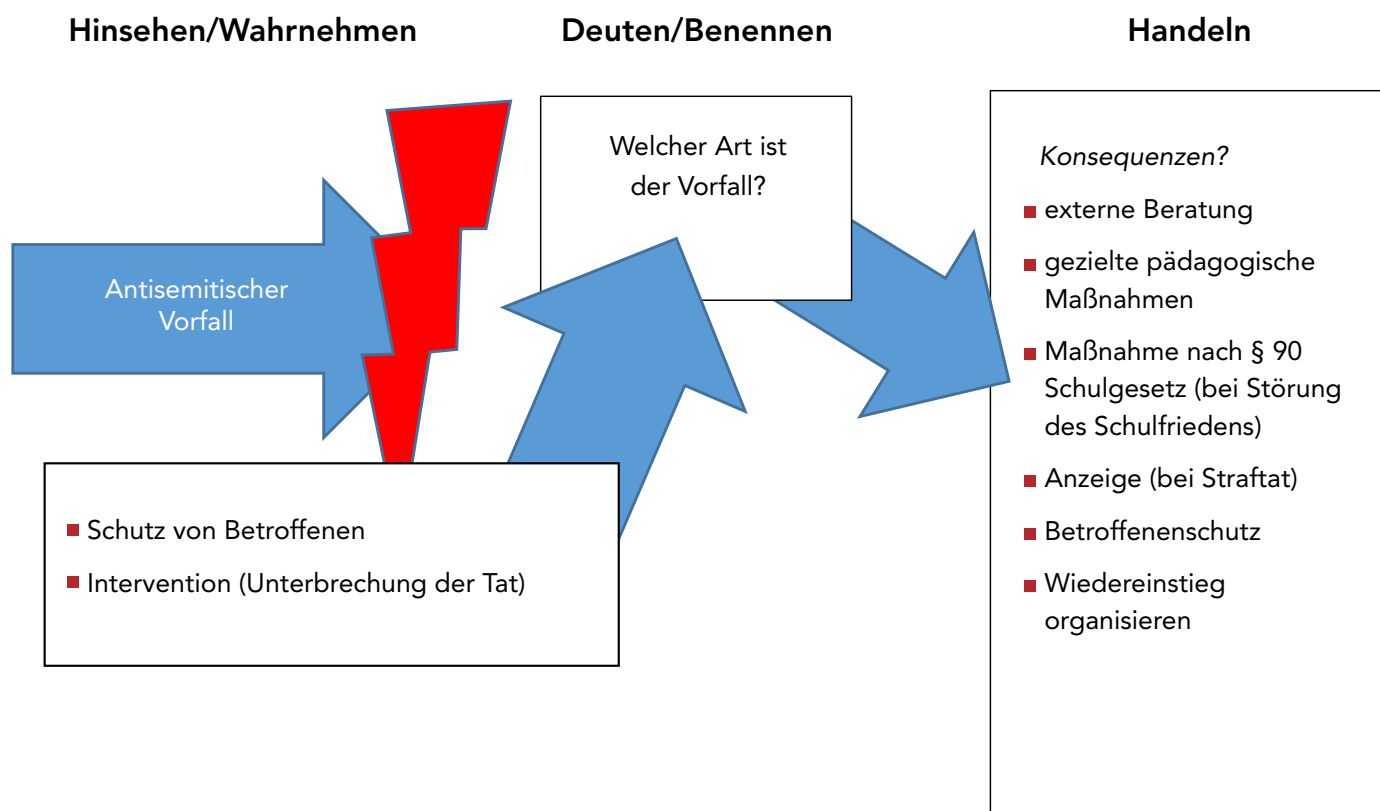 Hinsehen/Wahrnehmen
Deuten/Benennen
Handeln
Antisemitischer
Vorfall
Schutz von Betroffenen
Intervention (Unterbrechung der Tat)
Welcher Art ist
der Vorfall?
Konsequenzen?
externe Beratung
gezielte pädagogische
Maßnahmen
Maßnahme nach § 90
Schulgesetz (bei Störung
des Schulfriedens)
Anzeige (bei Straftat)
Betroffenenschutz
Wiedereinstieg
organisieren